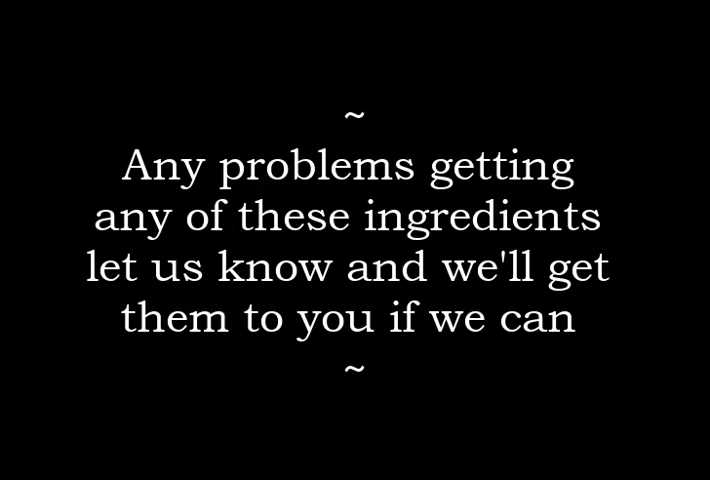 ~
Any problems getting
any of these ingredients
let us know and we'll get
them to you if we can
~